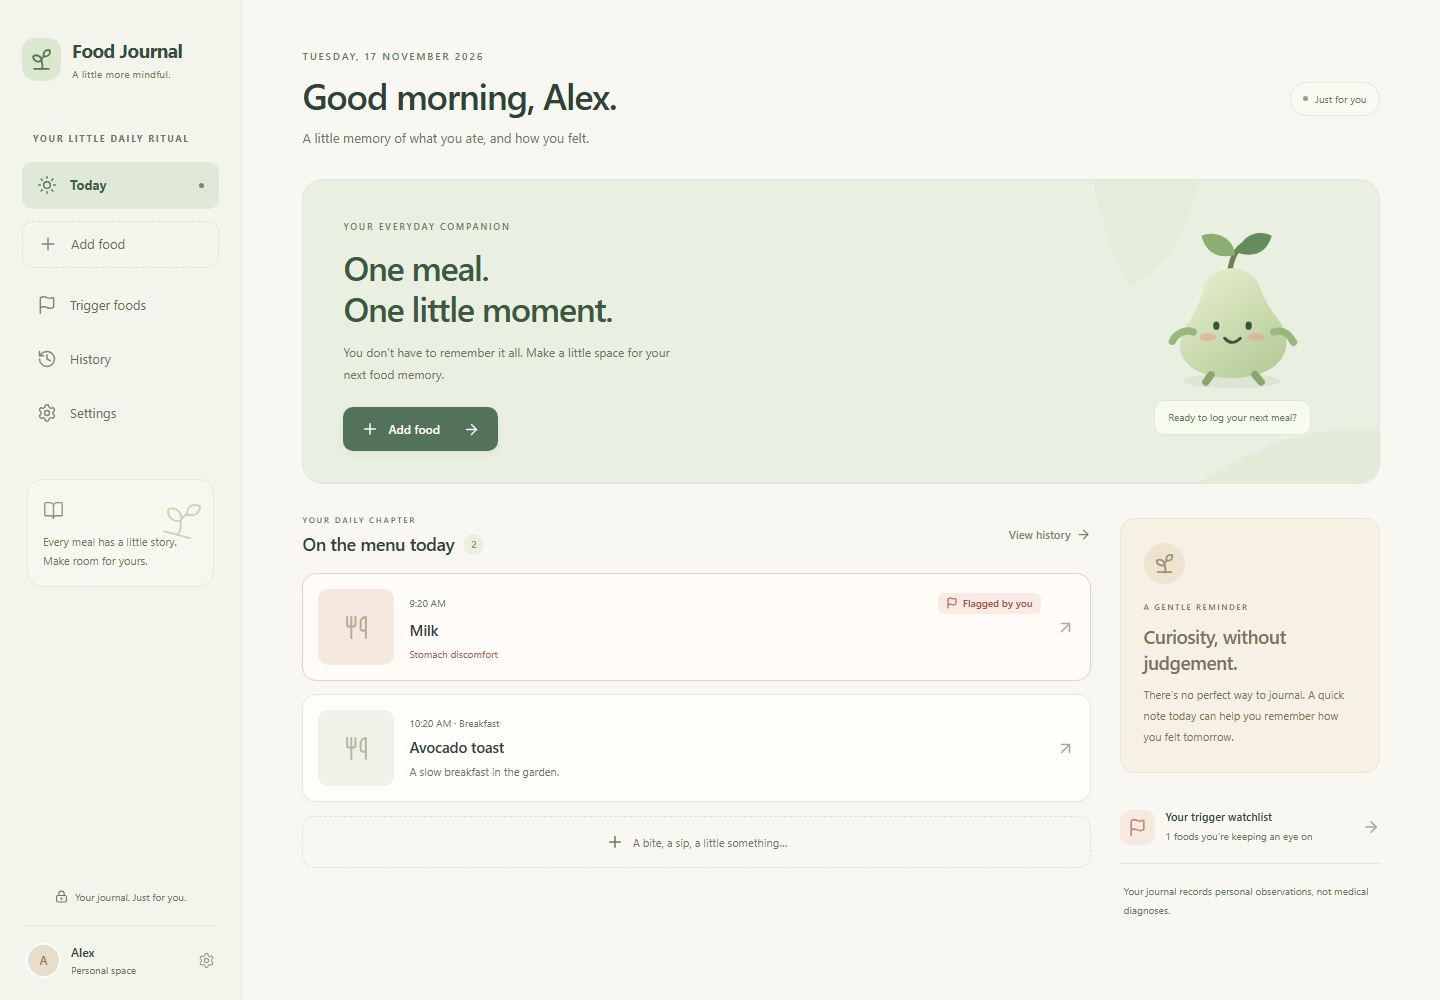 Food Journal
A little more mindful.
YOUR LITTLE DAILY RITUAL
Today
Add food
Trigger foods
History
Settings
Every meal has a little story.
Make room for yours.
Your journal. Just for you.
A
Alex
Personal space
TUESDAY, 17 NOVEMBER 2026
Good morning, Alex.
A little memory of what you ate, and how you felt.
Just for you
YOUR EVERYDAY COMPANION
One meal.
One little moment.
You don't have to remember it all. Make a little space for your
next food memory.
Add food
Ready to log your next meal?
YOUR DAILY CHAPTER
On the menu today 2
View history
9:20 AM
Flagged by you
Milk
Stomach discomfort
10:20 AM · Breakfast
Avocado toast
A slow breakfast in the garden.
A bite, a sip, a little something...
A GENTLE REMINDER
Curiosity, without
judgement.
There's no perfect way to journal. A quick
note today can help you remember how
you felt tomorrow.
Your trigger watchlist
1 foods you're keeping an eye on
Your journal records personal observations, not medical
diagnoses.